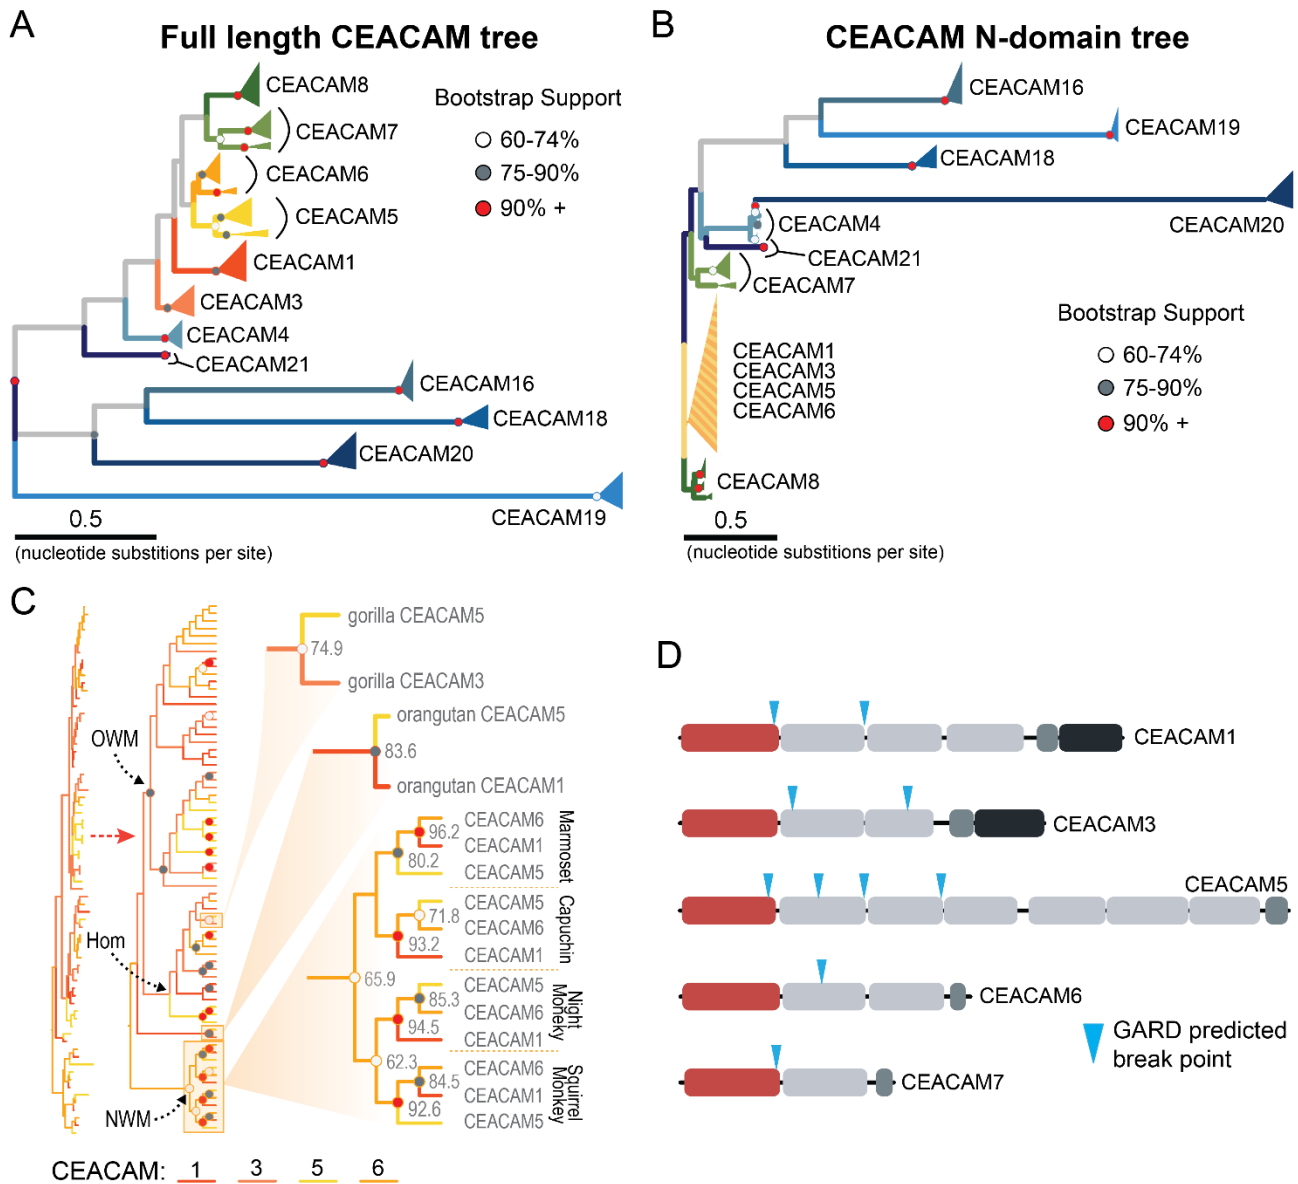 A
Full length CEACAM tree
CEACAM8
CEACAM7
CEACAM6
CEACAM5
CEACAM1
CEACAM3
CEACAM4
CEACAM21
CEACAM16
CEACAM18
CEACAM20
CEACAM19
Bootstrap Support
60-74%
75-90%
90% +
0.5
(nucleotide substitions per site)
B
CEACAM N-domain tree
CEACAM16
CEACAM19
CEACAM18
CEACAM20
CEACAM4
CEACAM21
CEACAM7
CEACAM1
CEACAM3
CEACAM5
CEACAM6
CEACAM8
Bootstrap Support
60-74%
75-90%
90% +
0.5
(nucleotide substitions per site)
C
OWM
Hom
NWM
gorilla CEACAM5
74.9
gorilla CEACAM3
orangutan CEACAM5
83.6
orangutan CEACAM1
CEACAM6
96.2
CEACAM1
80.2
CEACAM5
Marmoset
CEACAM5
71.8
CEACAM6
93.2
CEACAM1
Capuchin
65.9
CEACAM5
85.3
CEACAM6
94.5
CEACAM1
Night
Moneky
62.3
CEACAM6
84.5
CEACAM1
92.6
CEACAM5
Squirrel
Monkey
CEACAM: 1 3 5 6
D
CEACAM1
CEACAM3
CEACAM5
CEACAM6
CEACAM7
GARD predicted
break point